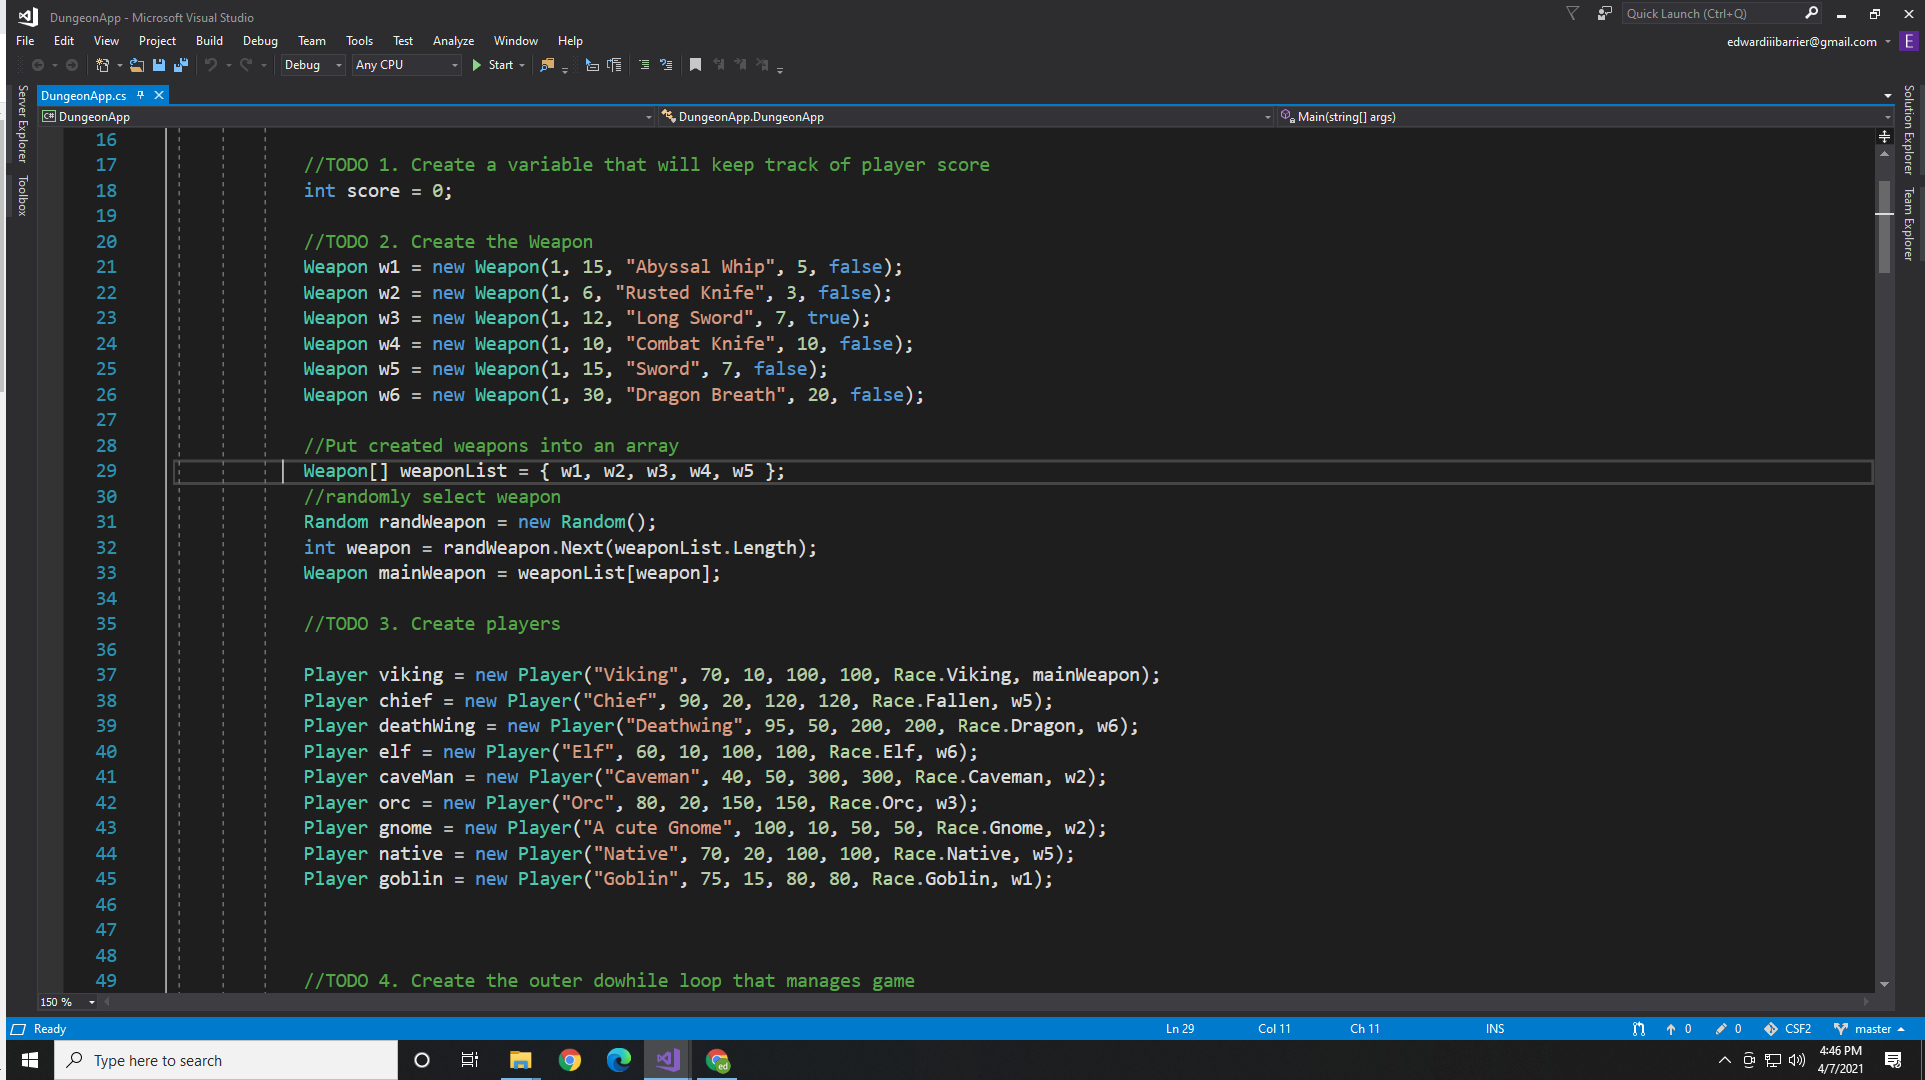 DungeonApp - Microsoft Visual Studio
Quick Launch (Ctrl+Q)
File Edit View Project Build Debug Team Tools Test Analyze Window Help
edwardiiibarrier@gmail.com E
Debug Any CPU Start
Server Explorer
Toolbox
DungeonApp.cs
Solution Explorer
Team Explorer
C# DungeonApp DungeonApp.DungeonApp Main(string[] args)
16
17 //TODO 1. Create a variable that will keep track of player score
18 int score = 0;
19
20 //TODO 2. Create the Weapon
21 Weapon w1 = new Weapon(1, 15, "Abyssal Whip", 5, false);
22 Weapon w2 = new Weapon(1, 6, "Rusted Knife", 3, false);
23 Weapon w3 = new Weapon(1, 12, "Long Sword", 7, true);
24 Weapon w4 = new Weapon(1, 10, "Combat Knife", 10, false);
25 Weapon w5 = new Weapon(1, 15, "Sword", 7, false);
26 Weapon w6 = new Weapon(1, 30, "Dragon Breath", 20, false);
27
28 //Put created weapons into an array
29 Weapon[] weaponList = { w1, w2, w3, w4, w5 };
30 //randomly select weapon
31 Random randWeapon = new Random();
32 int weapon = randWeapon.Next(weaponList.Length);
33 Weapon mainWeapon = weaponList[weapon];
34
35 //TODO 3. Create players
36
37 Player viking = new Player("Viking", 70, 10, 100, 100, Race.Viking, mainWeapon);
38 Player chief = new Player("Chief", 90, 20, 120, 120, Race.Fallen, w5);
39 Player deathWing = new Player("Deathwing", 95, 50, 200, 200, Race.Dragon, w6);
40 Player elf = new Player("Elf", 60, 10, 100, 100, Race.Elf, w6);
41 Player caveMan = new Player("Caveman", 40, 50, 300, 300, Race.Caveman, w2);
42 Player orc = new Player("Orc", 80, 20, 150, 150, Race.Orc, w3);
43 Player gnome = new Player("A cute Gnome", 100, 10, 50, 50, Race.Gnome, w2);
44 Player native = new Player("Native", 70, 20, 100, 100, Race.Native, w5);
45 Player goblin = new Player("Goblin", 75, 15, 80, 80, Race.Goblin, w1);
46
47
48
49 //TODO 4. Create the outer dowhile loop that manages game
150 %
Ready Ln 29 Col 11 Ch 11 INS 0 0 CSF2 master
Type here to search
ed
4:46 PM
4/7/2021